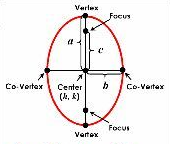 Vertex
Focus
a
c
b
Co-Vertex
Center
(h, k)
Co-Vertex
Focus
Vertex